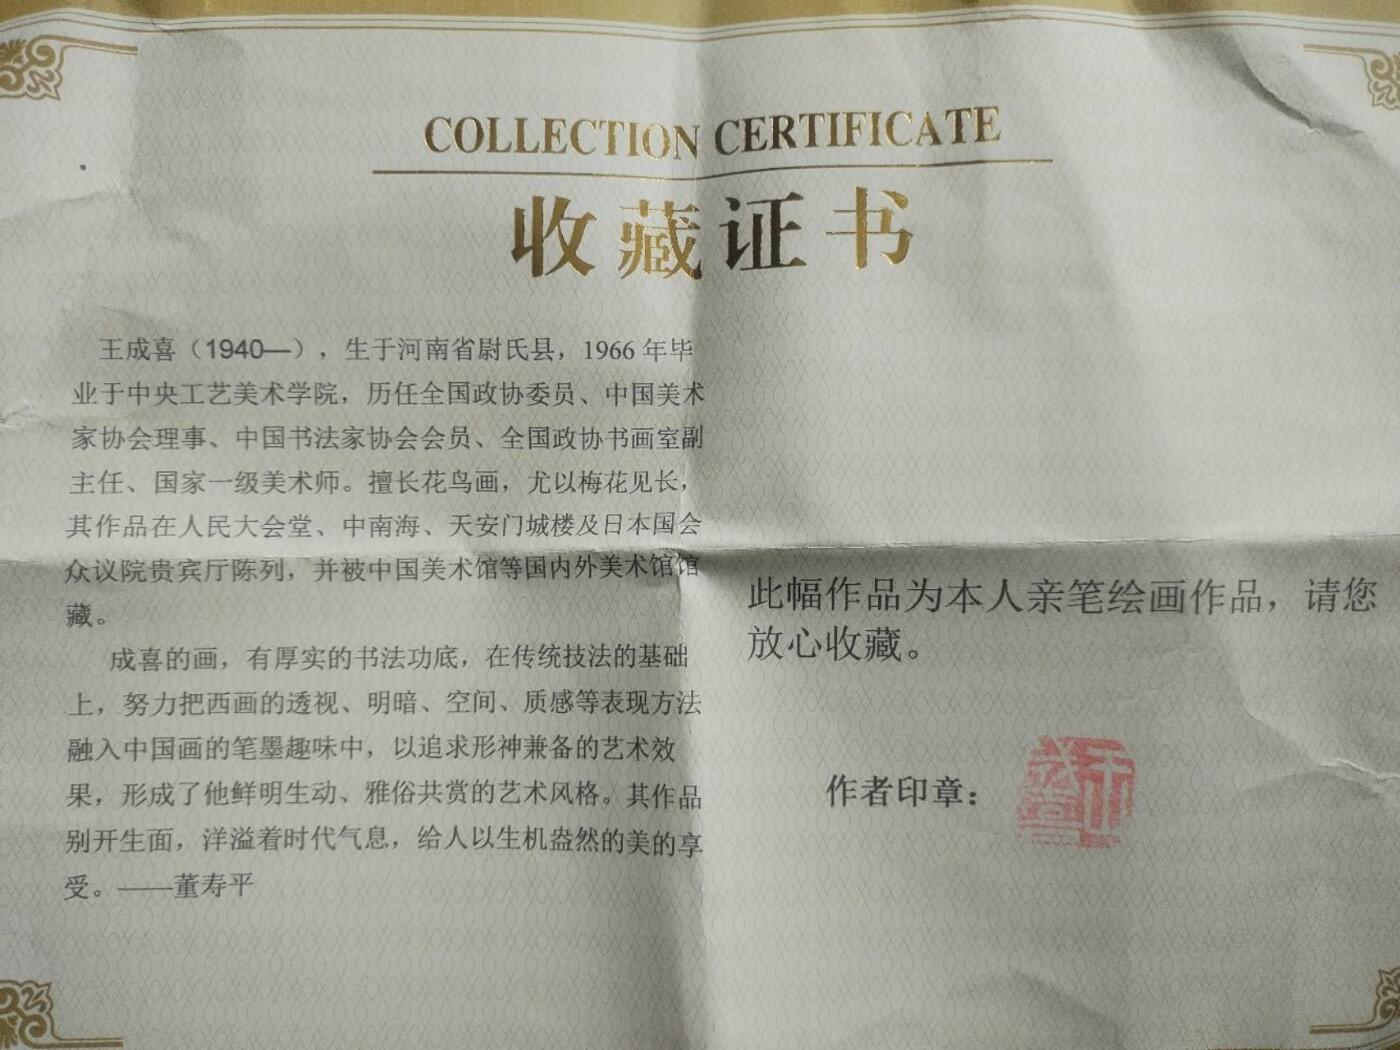 COLLECTION CERTIFICATE
收藏证书
王成喜（1940—），生于河南省尉氏县，1966 年毕
业于中央工艺美术学院，历任全国政协委员、中国美术
家协会理事、中国书法家协会会员、全国政协书画室副
主任、国家一级美术师。擅长花鸟画，尤以梅花见长，
其作品在人民大会堂、中南海、天安门城楼及日本国会
众议院贵宾厅陈列，并被中国美术馆等国内外美术馆馆
藏。
成喜的画，有厚实的书法功底，在传统技法的基础
上，努力把西画的透视、明暗、空间、质感等表现方法
融入中国画的笔墨趣味中，以追求形神兼备的艺术效
果，形成了他鲜明生动、雅俗共赏的艺术风格。其作品
别开生面，洋溢着时代气息，给人以生机盎然的美的享
受。——董寿平
此幅作品为本人亲笔绘画作品，请您
放心收藏。
作者印章：